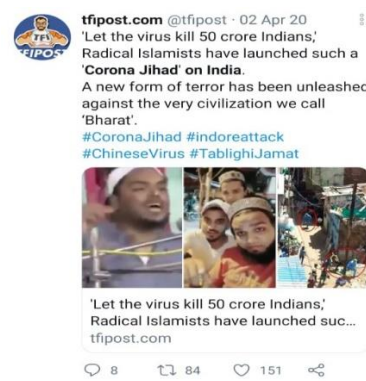 tfipost.com @tfipost · 02 Apr 20
TFI
TFIPOST
'Let the virus kill 50 crore Indians,'
Radical Islamists have launched such a
'Corona Jihad' on India.
A new form of terror has been unleashed
against the very civilization we call
'Bharat'.
#CoronaJihad #indoreattack
#ChineseVirus #TablighiJamat
'Let the virus kill 50 crore Indians,'
Radical Islamists have launched suc...
tfipost.com
8 84 151